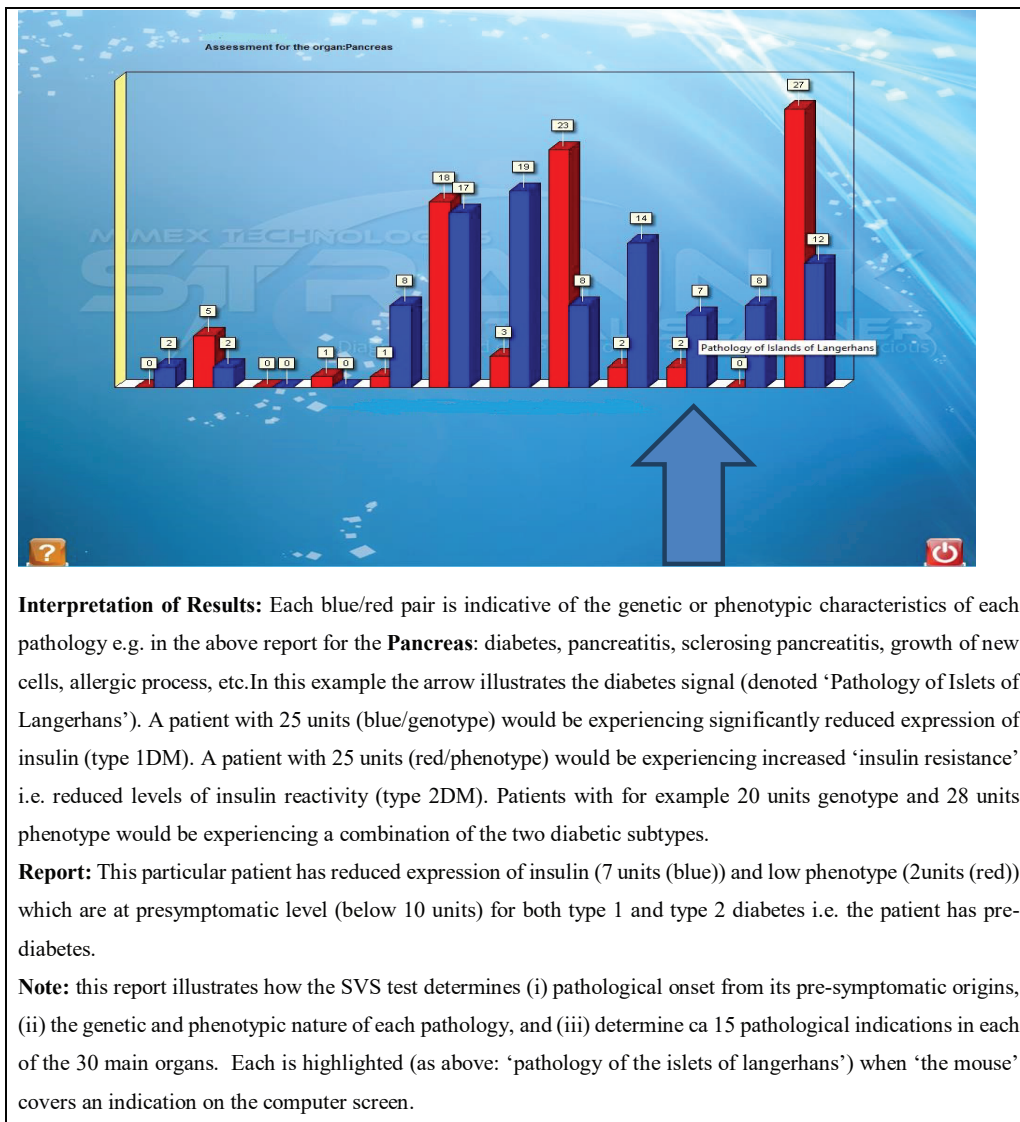 Assessment for the organ:Pancreas
27
23
19
18
17
14
12
8
8
7
8
5
3
2
2
2
2
1
1
0
0
0
0
0
MIMEX TECHNOLOGIES
Pathology of Islands of Langerhans
?
Interpretation of Results: Each blue/red pair is indicative of the genetic or phenotypic characteristics of each
pathology e.g. in the above report for the Pancreas: diabetes, pancreatitis, sclerosing pancreatitis, growth of new
cells, allergic process, etc.In this example the arrow illustrates the diabetes signal (denoted ‘Pathology of Islets of
Langerhans’). A patient with 25 units (blue/genotype) would be experiencing significantly reduced expression of
insulin (type 1DM). A patient with 25 units (red/phenotype) would be experiencing increased ‘insulin resistance’
i.e. reduced levels of insulin reactivity (type 2DM). Patients with for example 20 units genotype and 28 units
phenotype would be experiencing a combination of the two diabetic subtypes.
Report: This particular patient has reduced expression of insulin (7 units (blue)) and low phenotype (2units (red))
which are at presymptomatic level (below 10 units) for both type 1 and type 2 diabetes i.e. the patient has pre-
diabetes.
Note: this report illustrates how the SVS test determines (i) pathological onset from its pre-symptomatic origins,
(ii) the genetic and phenotypic nature of each pathology, and (iii) determine ca 15 pathological indications in each
of the 30 main organs. Each is highlighted (as above: ‘pathology of the islets of langerhans’) when ‘the mouse’
covers an indication on the computer screen.